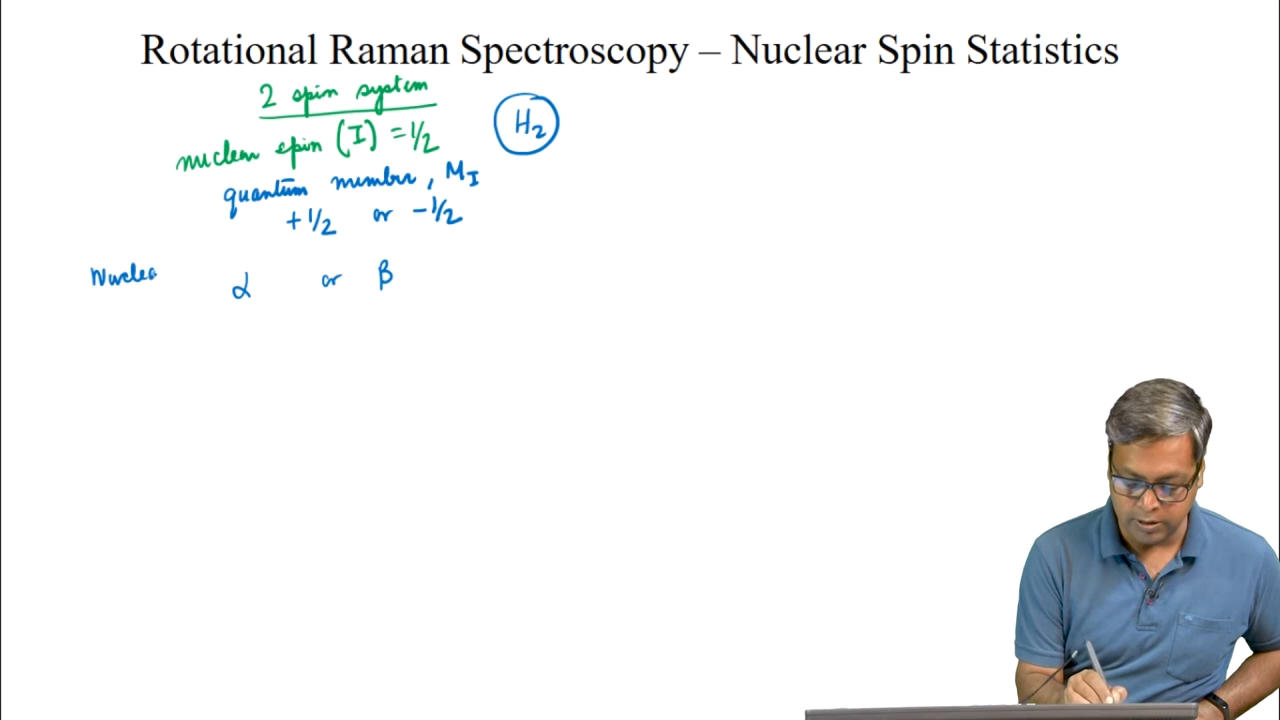 Rotational Raman Spectroscopy – Nuclear Spin Statistics
2 spin system
nuclear spin (I) = 1/2
H2
quantum number, MI
+1/2 or -1/2
Nuclea α or β